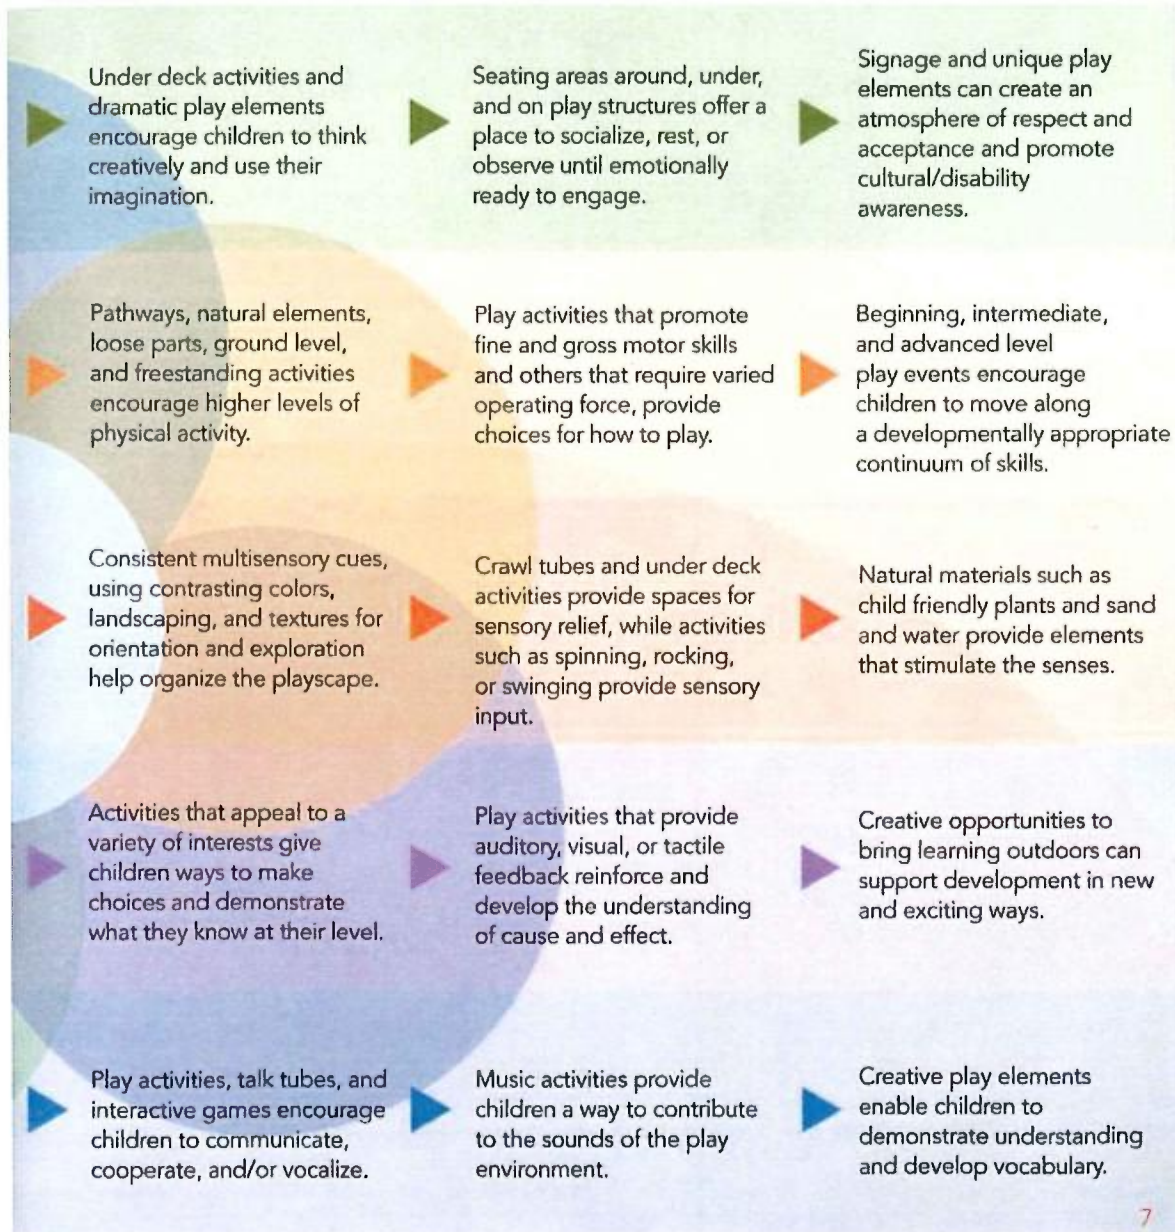 Under deck activities and
dramatic play elements
encourage children to think
creatively and use their
imagination.
Seating areas around, under,
and on play structures offer a
place to socialize, rest, or
observe until emotionally
ready to engage.
Signage and unique play
elements can create an
atmosphere of respect and
acceptance and promote
cultural/disability
awareness.
Pathways, natural elements,
loose parts, ground level,
and freestanding activities
encourage higher levels of
physical activity.
Play activities that promote
fine and gross motor skills
and others that require varied
operating force, provide
choices for how to play.
Beginning, intermediate,
and advanced level
play events encourage
children to move along
a developmentally appropriate
continuum of skills.
Consistent multisensory cues,
using contrasting colors,
landscaping, and textures for
orientation and exploration
help organize the playscape.
Crawl tubes and under deck
activities provide spaces for
sensory relief, while activities
such as spinning, rocking,
or swinging provide sensory
input.
Natural materials such as
child friendly plants and sand
and water provide elements
that stimulate the senses.
Activities that appeal to a
variety of interests give
children ways to make
choices and demonstrate
what they know at their level.
Play activities that provide
auditory, visual, or tactile
feedback reinforce and
develop the understanding
of cause and effect.
Creative opportunities to
bring learning outdoors can
support development in new
and exciting ways.
Play activities, talk tubes, and
interactive games encourage
children to communicate,
cooperate, and/or vocalize.
Music activities provide
children a way to contribute
to the sounds of the play
environment.
Creative play elements
enable children to
demonstrate understanding
and develop vocabulary.
7